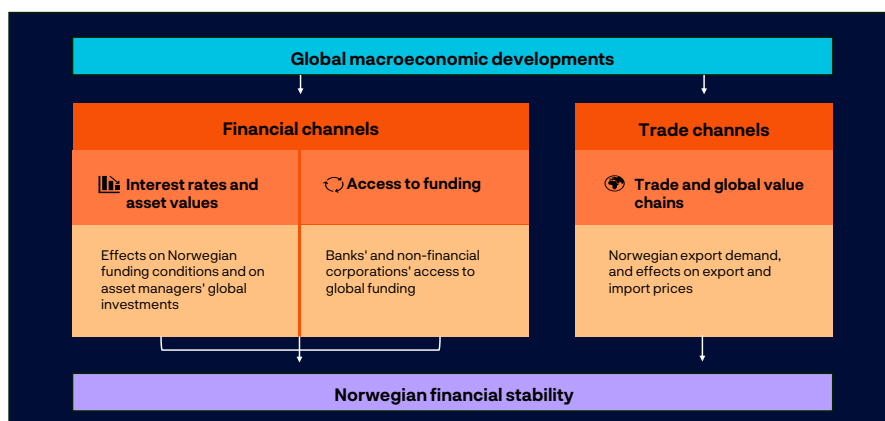 Global macroeconomic developments
Financial channels
Interest rates and
asset values
Effects on Norwegian
funding conditions and on
asset managers' global
investments
Access to funding
Banks' and non-financial
corporations' access to
global funding
Trade channels
Trade and global value
chains
Norwegian export demand,
and effects on export and
import prices
Norwegian financial stability